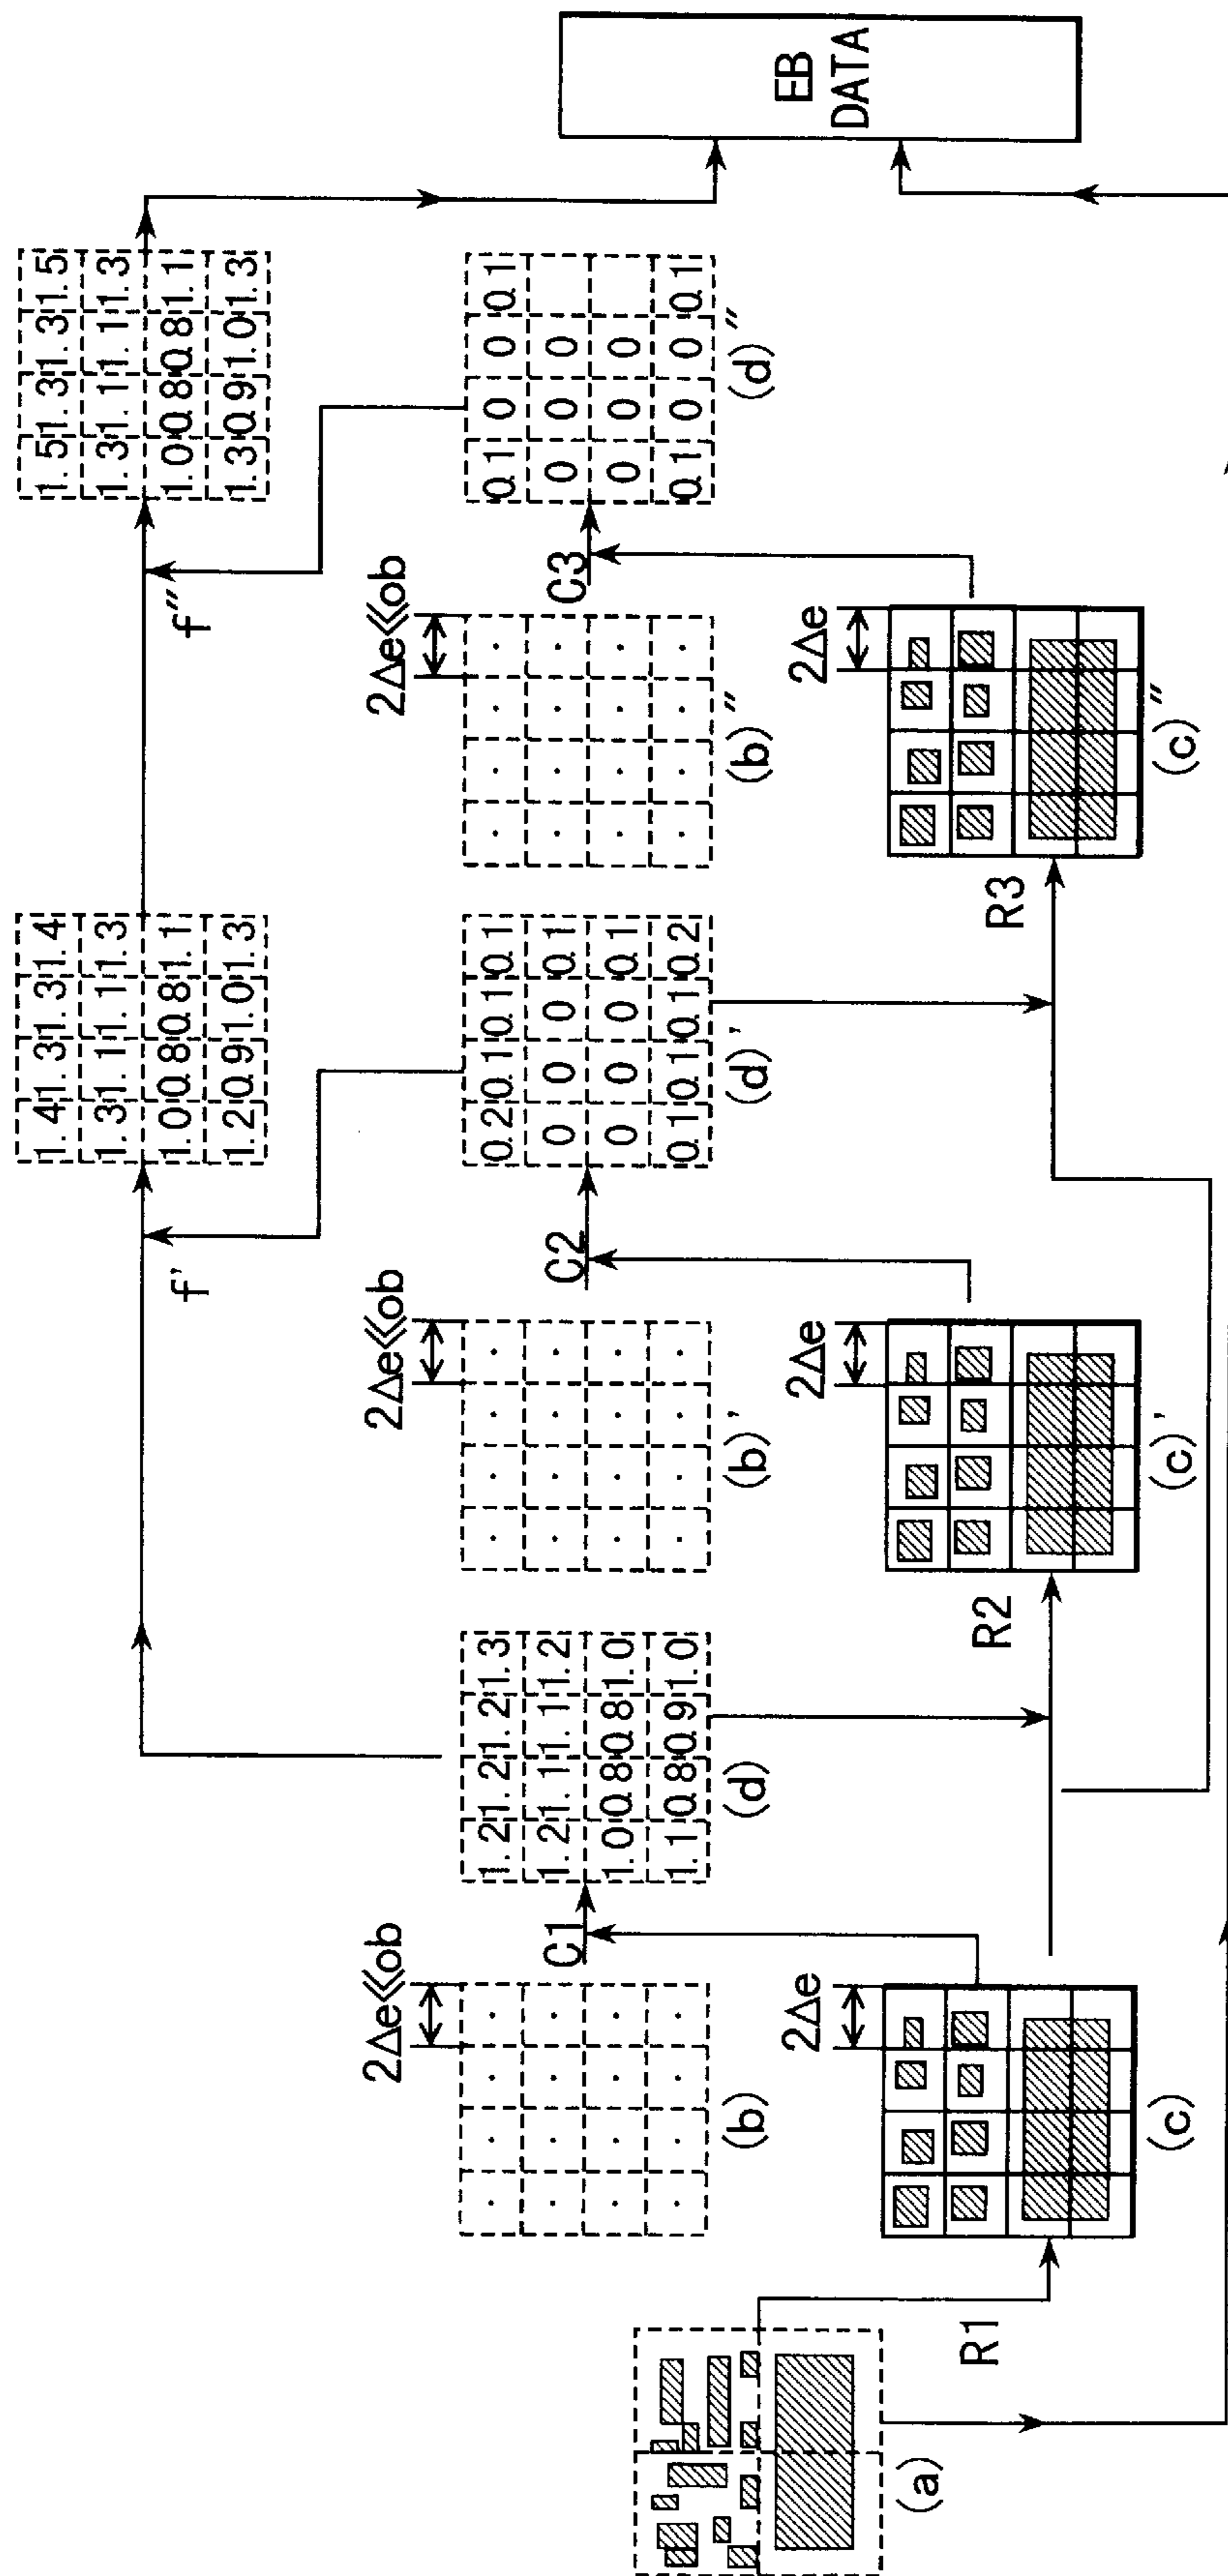 f'
1.4 1.3 1.3 1.4
1.3 1.1 1.1 1.3
1.0 0.8 0.8 1.1
1.2 0.9 1.0 1.3
f″
1.5 1.3 1.3 1.5
1.3 1.1 1.1 1.3
1.0 0.8 0.8 1.1
1.3 0.9 1.0 1.3
EB
DATA
2Δe≪σb
(b)
C1
1.2 1.2 1.2 1.3
1.2 1.1 1.1 1.2
1.0 0.8 0.8 1.0
1.1 0.8 0.9 1.0
(d)
2Δe≪σb
(b)'
C2
0.2 0.1 0.1 0.1
0 0 0 0.1
0 0 0 0.1
0.1 0.1 0.1 0.2
(d)'
2Δe≪σb
(b)″
C3
0.1 0 0 0.1
0 0 0
0 0 0
0.1 0 0 0.1
(d)″
(a)
R1
2Δe
(c)
R2
2Δe
(c)'
R3
2Δe
(c)″